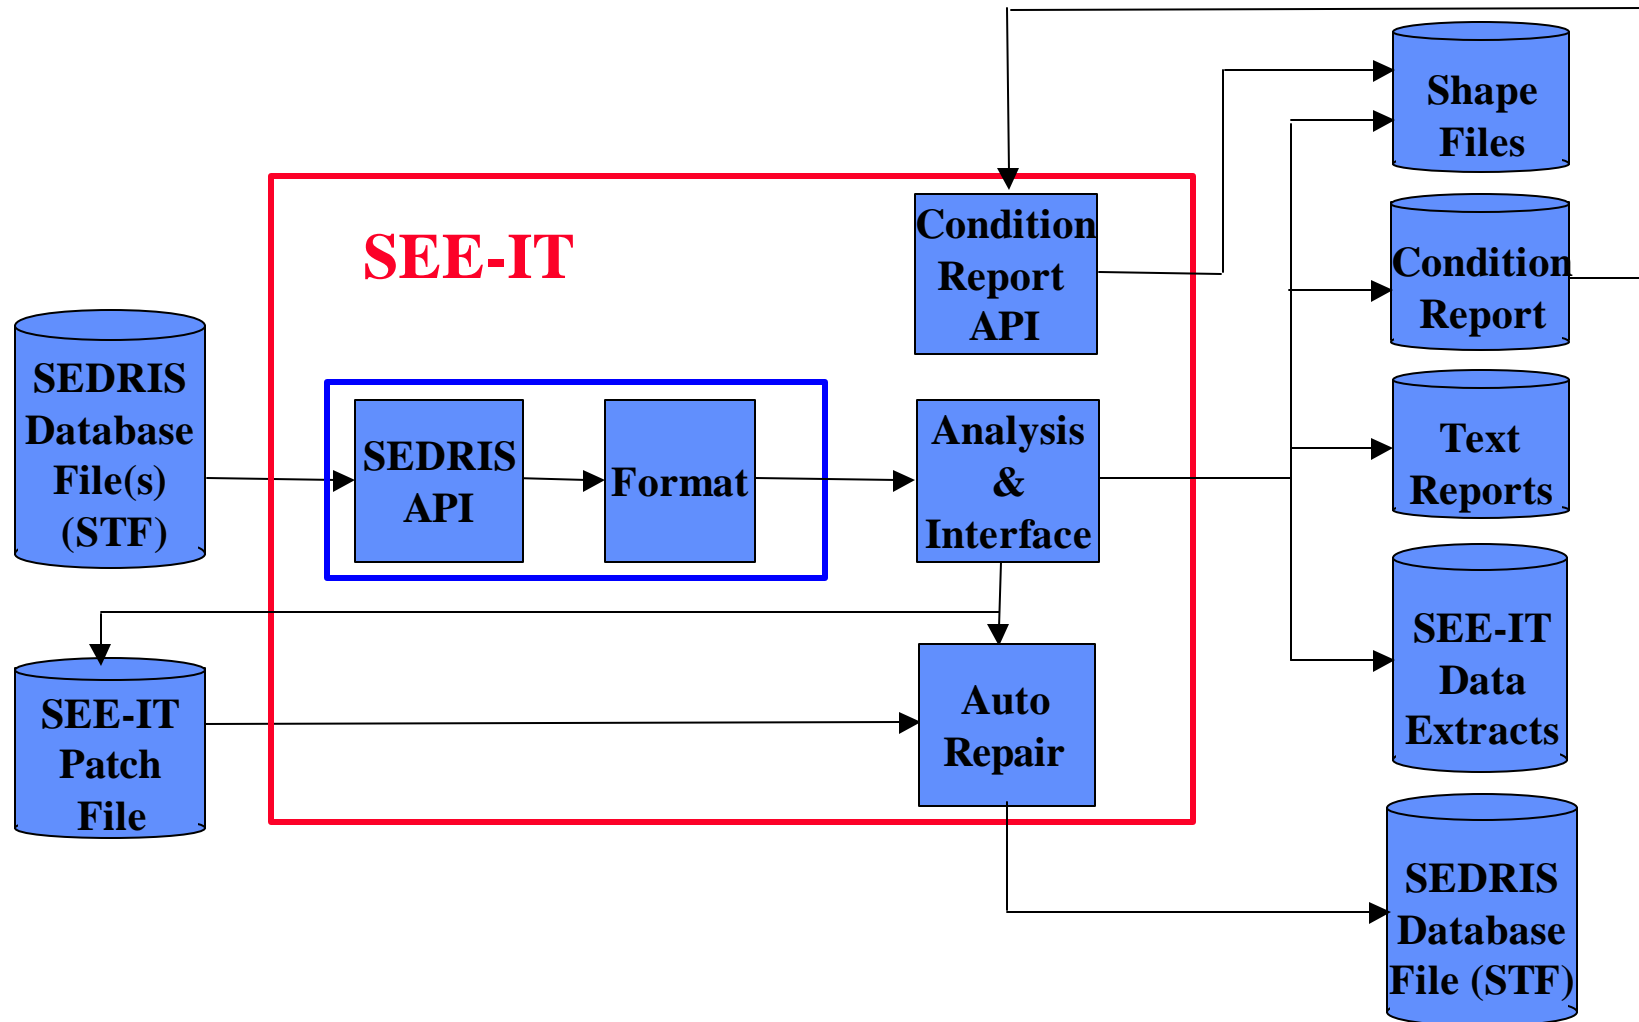 Shape
Files
SEE-IT
Condition
Report
API
Condition
Report
SEDRIS
Database
File(s)
(STF)
SEDRIS
API
Format
Analysis
&
Interface
Text
Reports
SEE-IT
Data
Extracts
SEE-IT
Patch
File
Auto
Repair
SEDRIS
Database
File (STF)